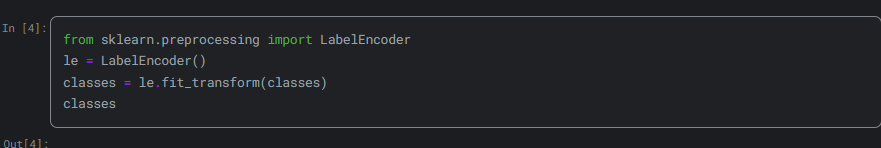 In [4]:
from sklearn.preprocessing import LabelEncoder
le = LabelEncoder()
classes = le.fit_transform(classes)
classes
Out[4]: